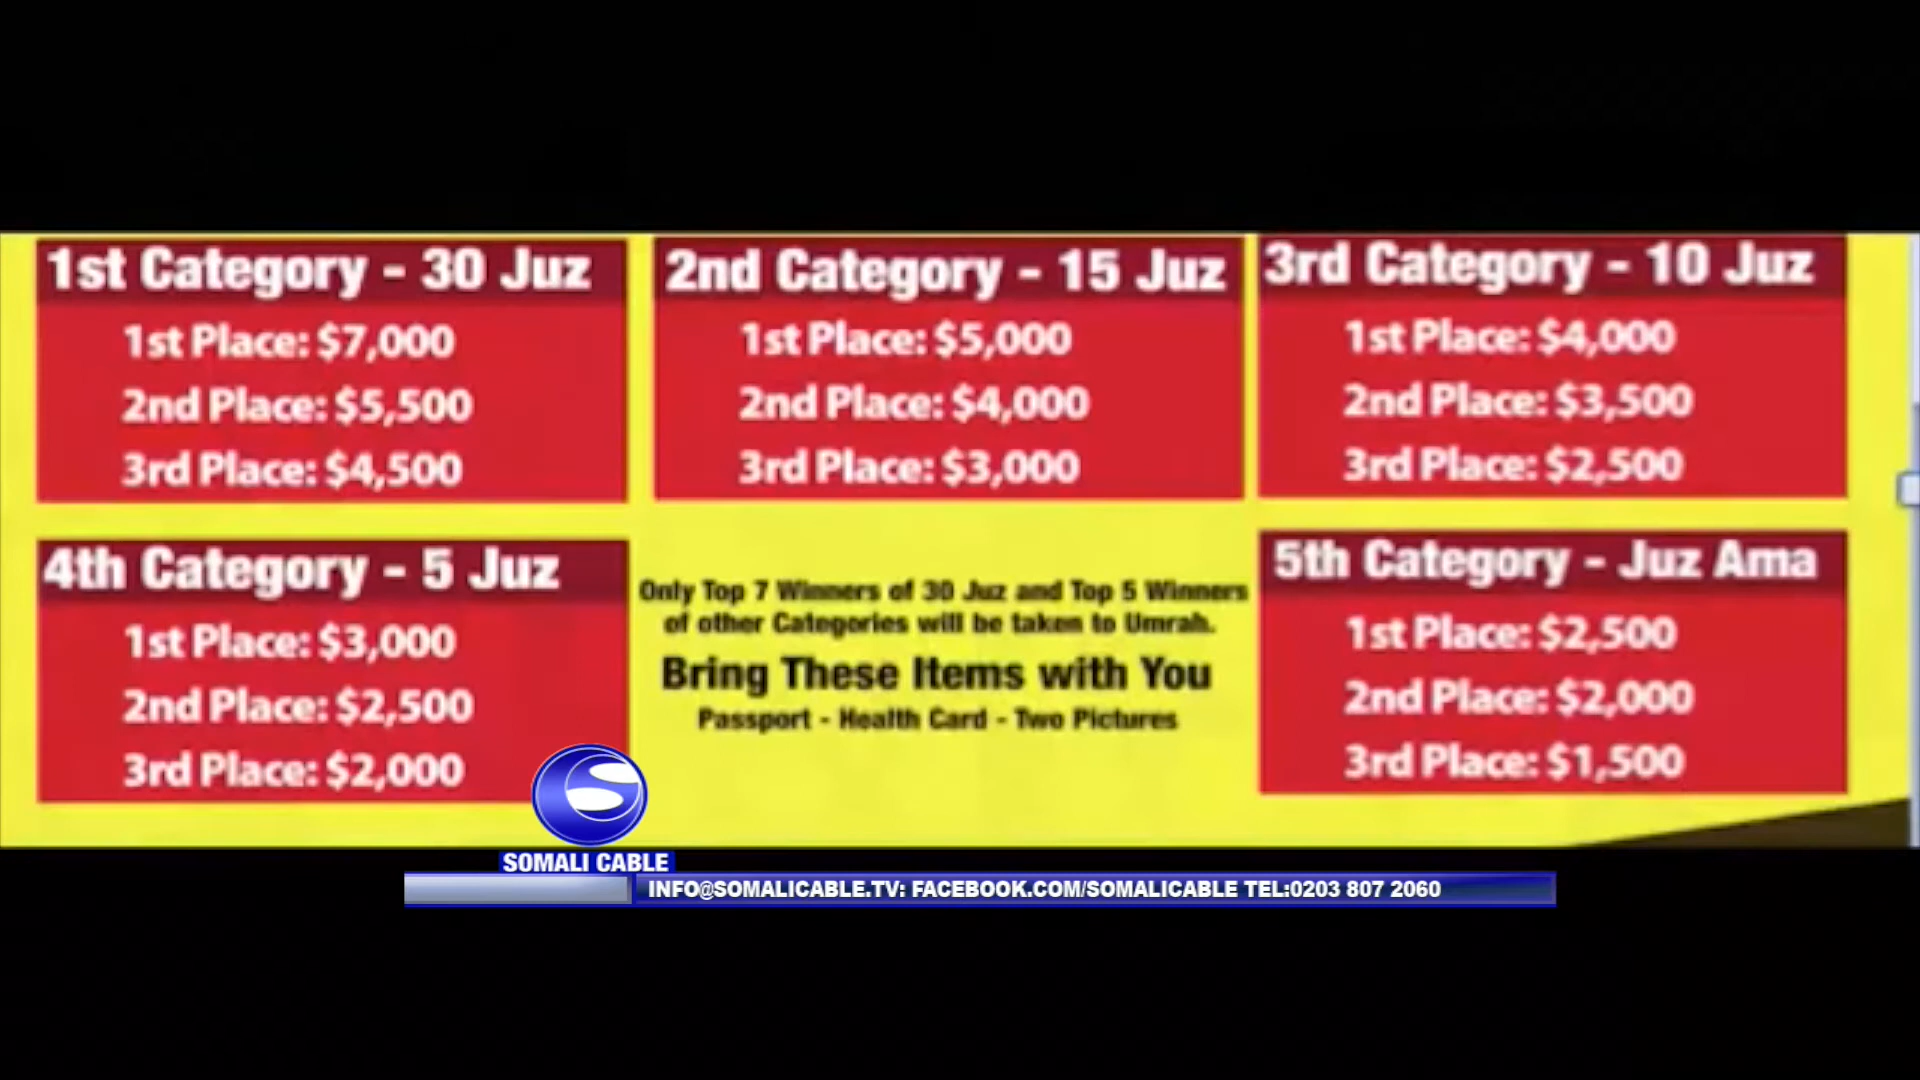 1st Category - 30 Juz
1st Place: $7,000
2nd Place: $5,500
3rd Place: $4,500
2nd Category - 15 Juz
1st Place: $5,000
2nd Place: $4,000
3rd Place: $3,000
3rd Category - 10 Juz
1st Place: $4,000
2nd Place: $3,500
3rd Place: $2,500
4th Category - 5 Juz
1st Place: $3,000
2nd Place: $2,500
3rd Place: $2,000
Only Top 7 Winners of 30 Juz and Top 5 Winners
of other Categories will be taken to Umrah.
Bring These Items with You
Passport - Health Card - Two Pictures
5th Category - Juz Ama
1st Place: $2,500
2nd Place: $2,000
3rd Place: $1,500
SOMALI CABLE
INFO@SOMALICABLE.TV: FACEBOOK.COM/SOMALICABLE TEL:0203 807 2060